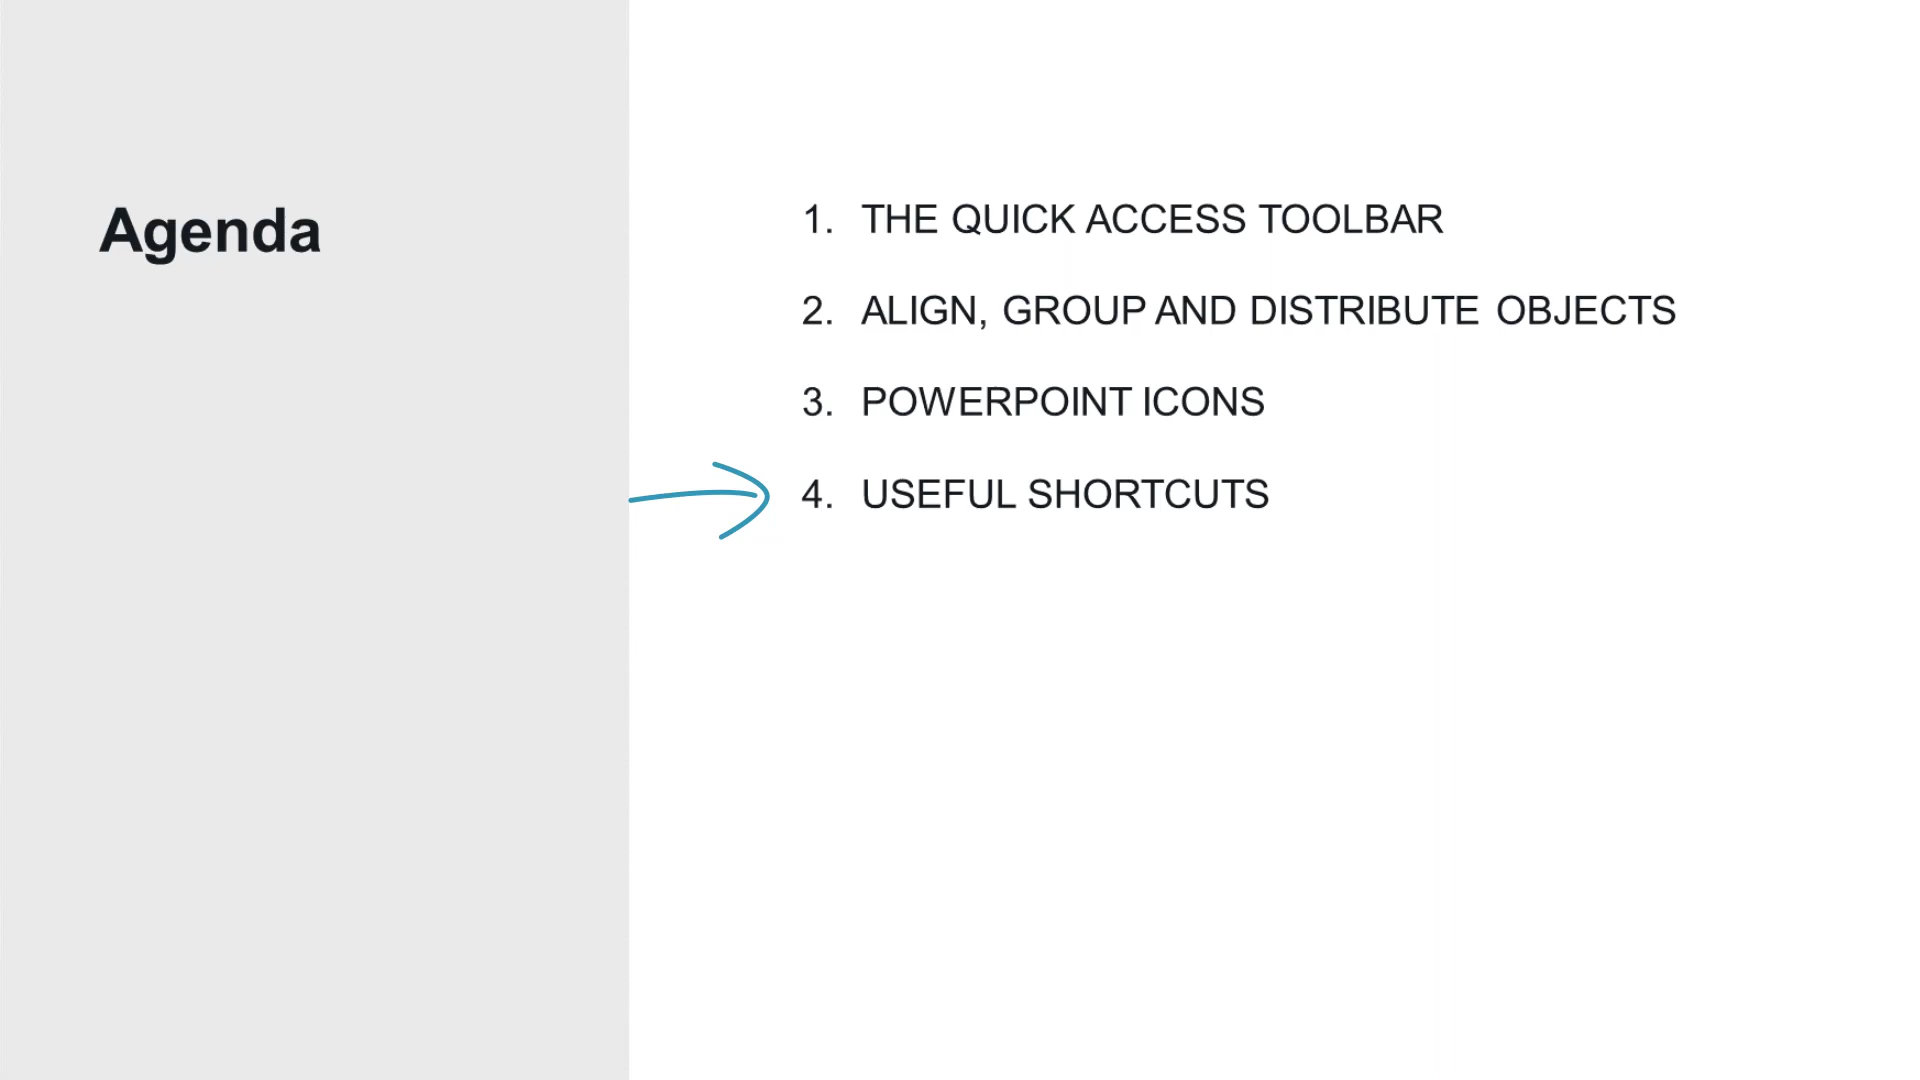 Agenda
1. THE QUICK ACCESS TOOLBAR
2. ALIGN, GROUP AND DISTRIBUTE OBJECTS
3. POWERPOINT ICONS
4. USEFUL SHORTCUTS